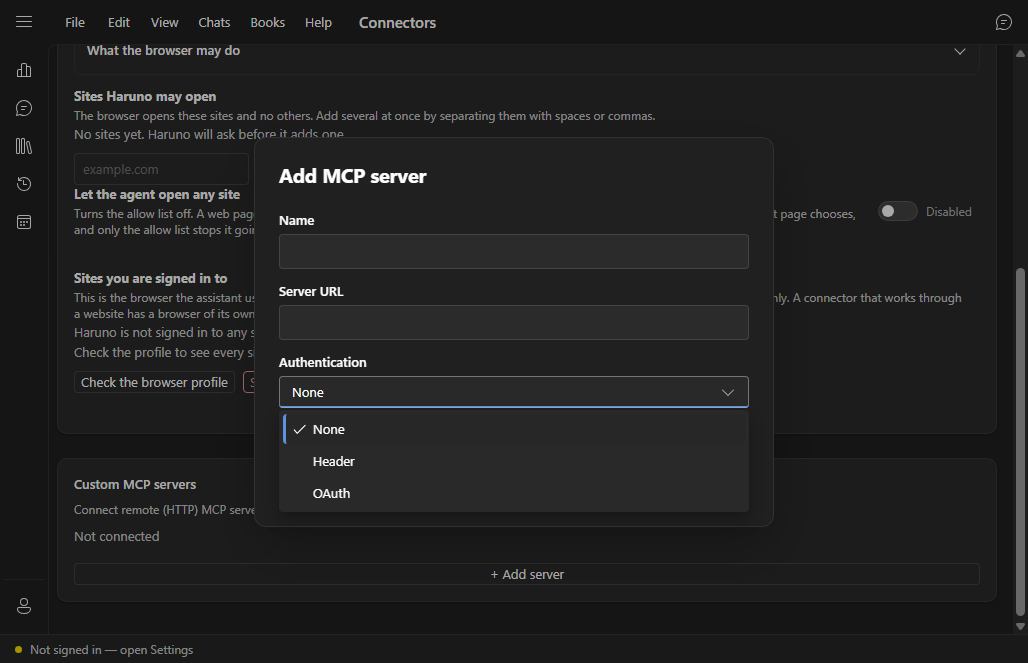 File Edit View Chats Books Help Connectors
What the browser may do
Sites Haruno may open
The browser opens these sites and no others. Add several at once by separating them with spaces or commas.
No sites yet. Haruno will ask before it adds one.
example.com
Let the agent open any site
Turns the allow list off. A web page
t page chooses,
Disabled
and only the allow list stops it
Sites you are signed in to
This is the browser the assistant
only. A connector that works through
a website has a browser of its own
Haruno is not signed in to any
Check the profile to see every
Check the browser profile
Add MCP server
Name
Server URL
Authentication
None
None
Header
OAuth
Custom MCP servers
Connect remote (HTTP) MCP
Not connected
+ Add server
Not signed in — open Settings